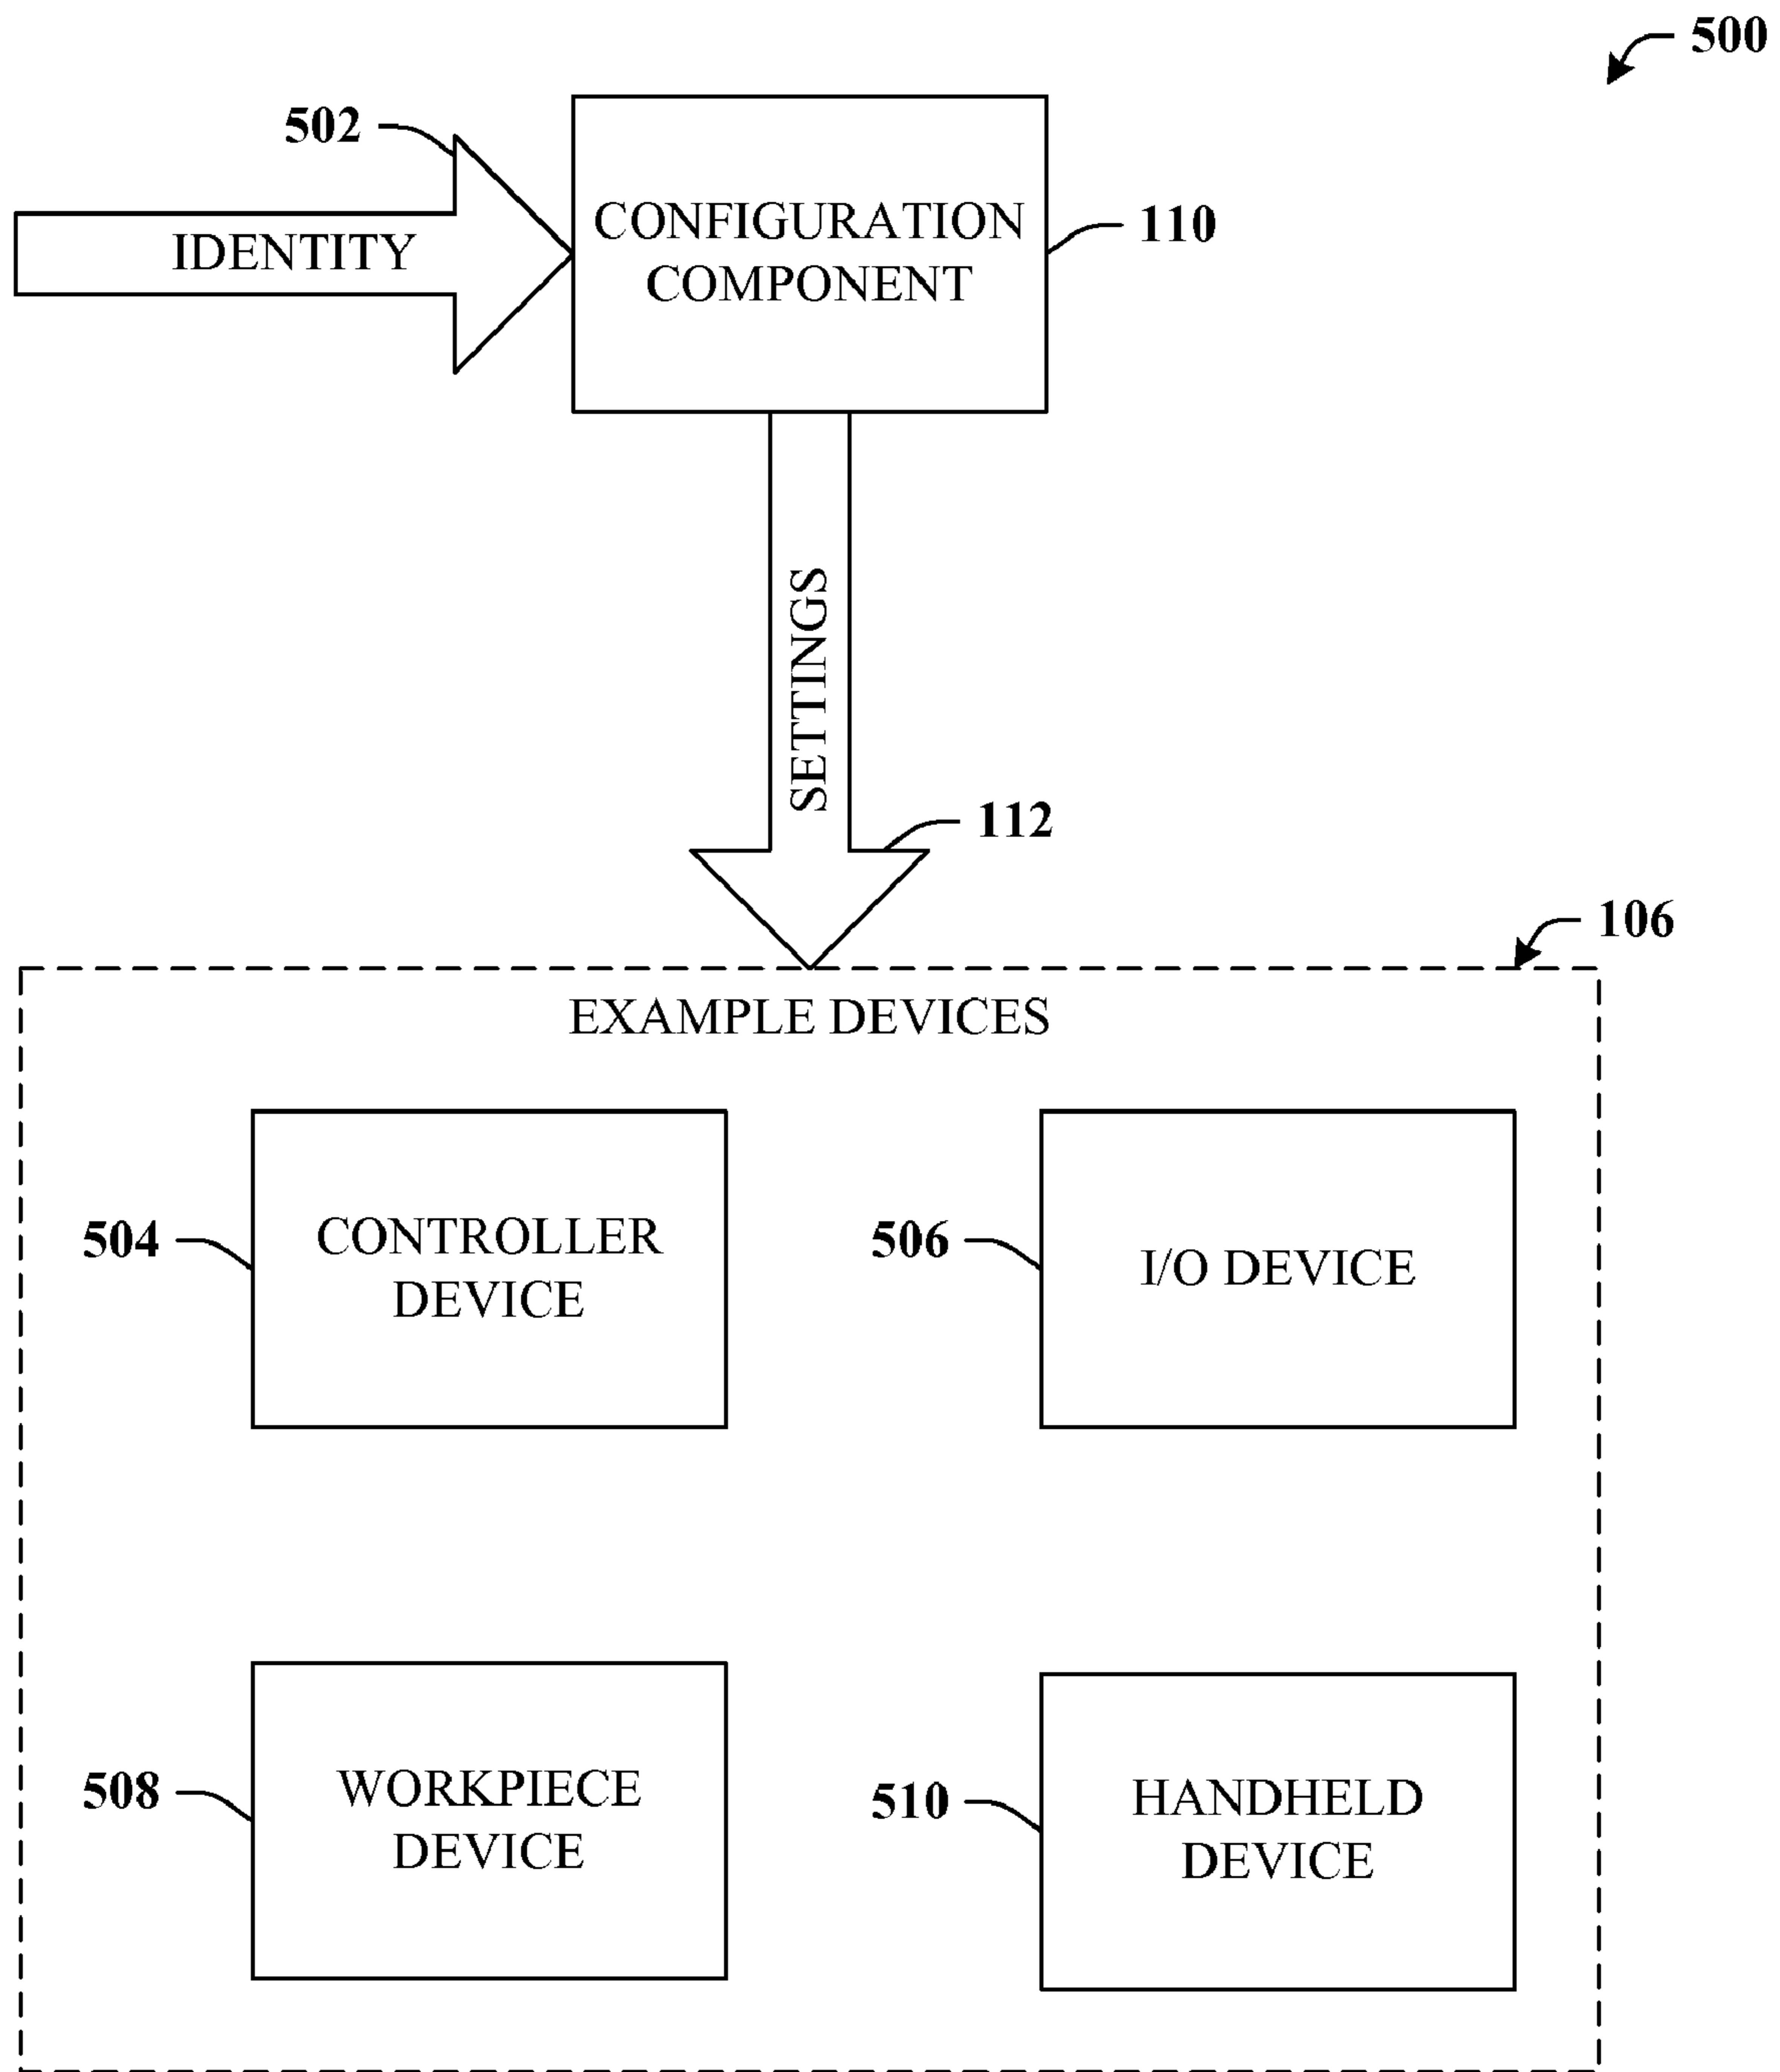 500
502
CONFIGURATION
COMPONENT
110
IDENTITY
SETTINGS
112
106
EXAMPLE DEVICES
504
CONTROLLER
DEVICE
506
I/O DEVICE
508
WORKPIECE
DEVICE
510
HANDHELD
DEVICE